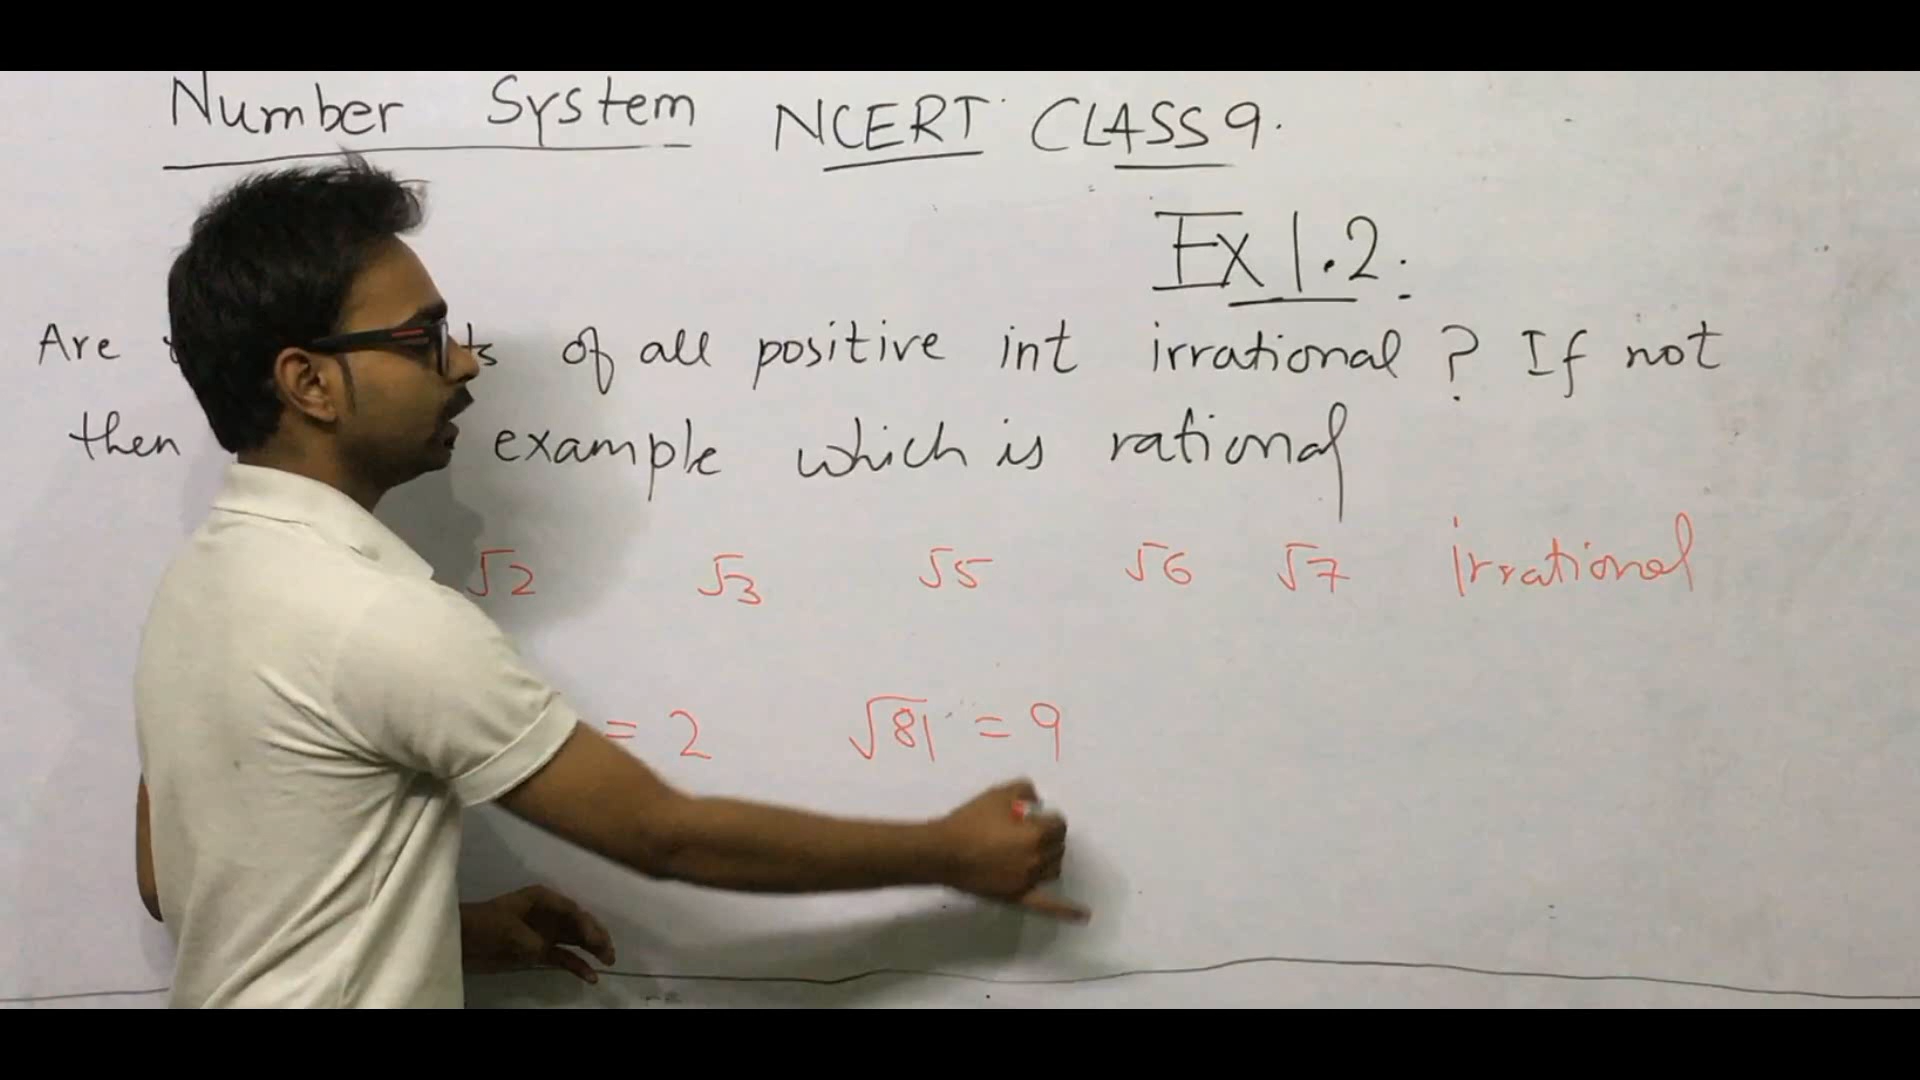 Number System NCERT CLASS 9.
Ex 1.2:
Are of all positive int irrational ? If not
then example which is rational
√2 √3 √5 √6 √7 irrational
= 2 √81 = 9